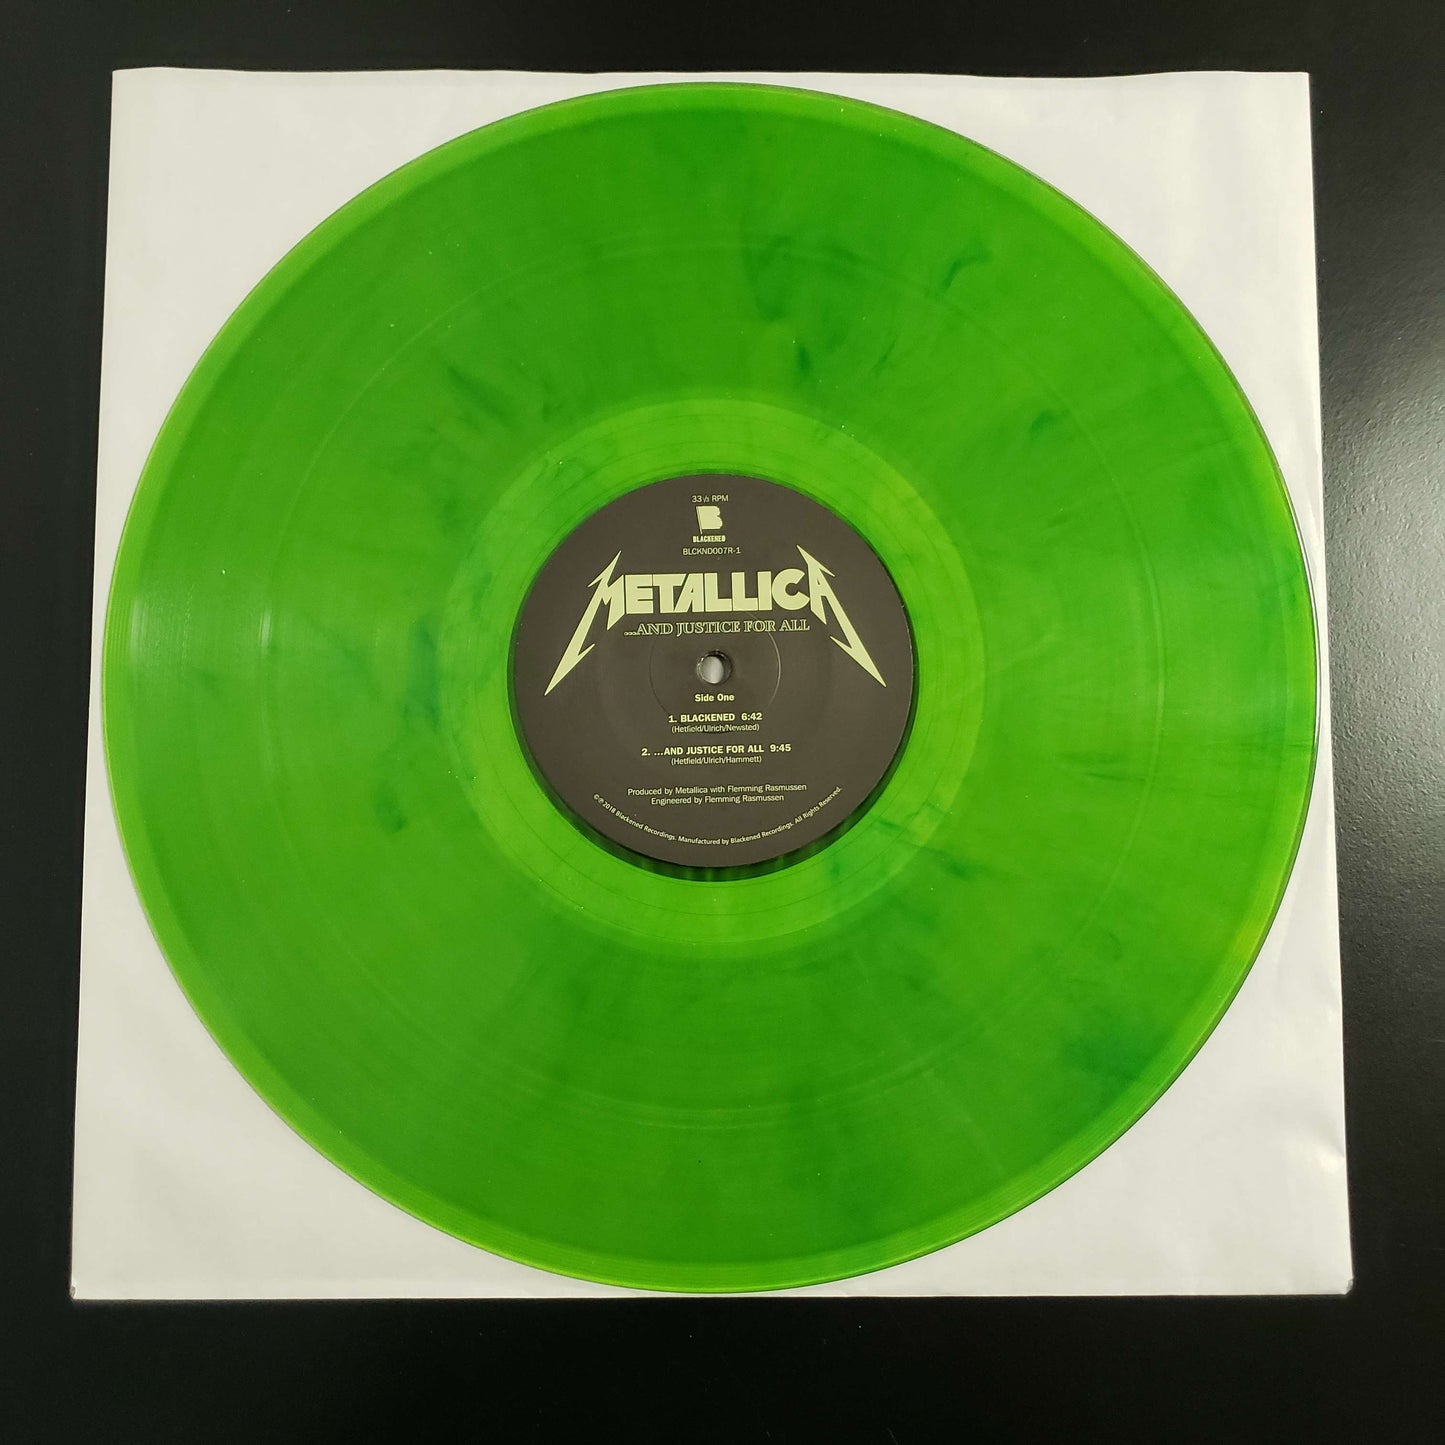 33 1/3 RPM
B
BLACKENED
BLCKND007R-1
METALLICA
...AND JUSTICE FOR ALL
Side One
1. BLACKENED 6:42
(Hetfield/Ulrich/Newsted)
2. ...AND JUSTICE FOR ALL 9:45
(Hetfield/Ulrich/Hammett)
Produced by Metallica with Flemming Rasmussen
Engineered by Flemming Rasmussen
©℗ 2018 Blackened Recordings. Manufactured by Blackened Recordings. All Rights Reserved.